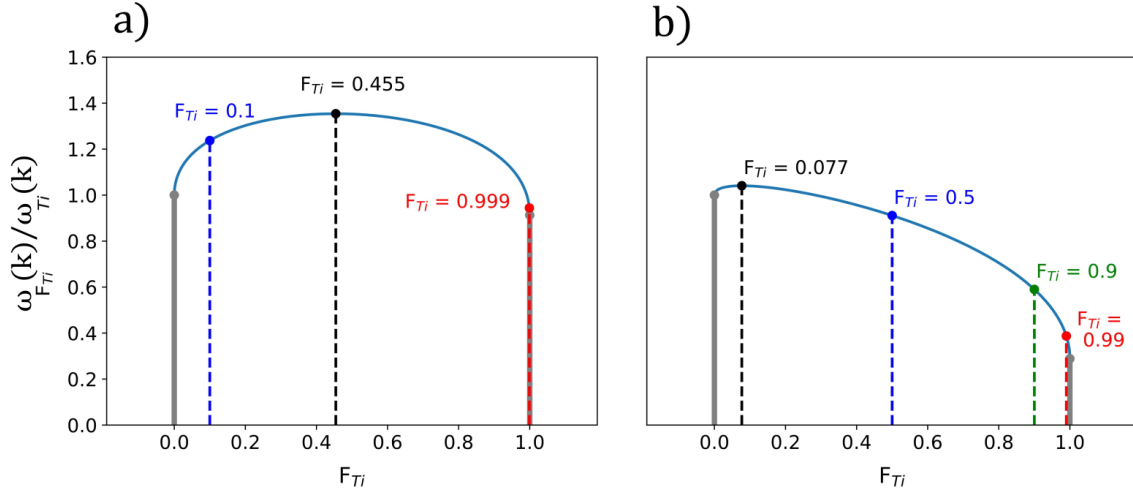 a)
b)
ω_{F_{Ti}}(k)/ω_{Ti}(k)
1.6
1.4
1.2
1.0
0.8
0.6
0.4
0.2
0.0
F_{Ti} = 0.1
F_{Ti} = 0.455
F_{Ti} = 0.999
0.0 0.2 0.4 0.6 0.8 1.0
F_{Ti}
F_{Ti} = 0.077
F_{Ti} = 0.5
F_{Ti} = 0.9
F_{Ti} =
0.99
0.0 0.2 0.4 0.6 0.8 1.0
F_{Ti}